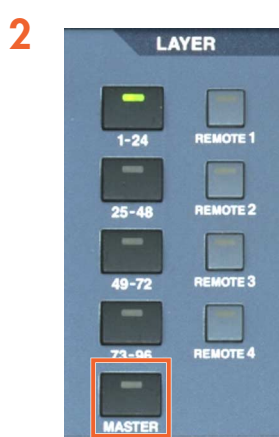 2
LAYER
1-24 REMOTE 1
25-48 REMOTE 2
49-72 REMOTE 3
73-96 REMOTE 4
MASTER